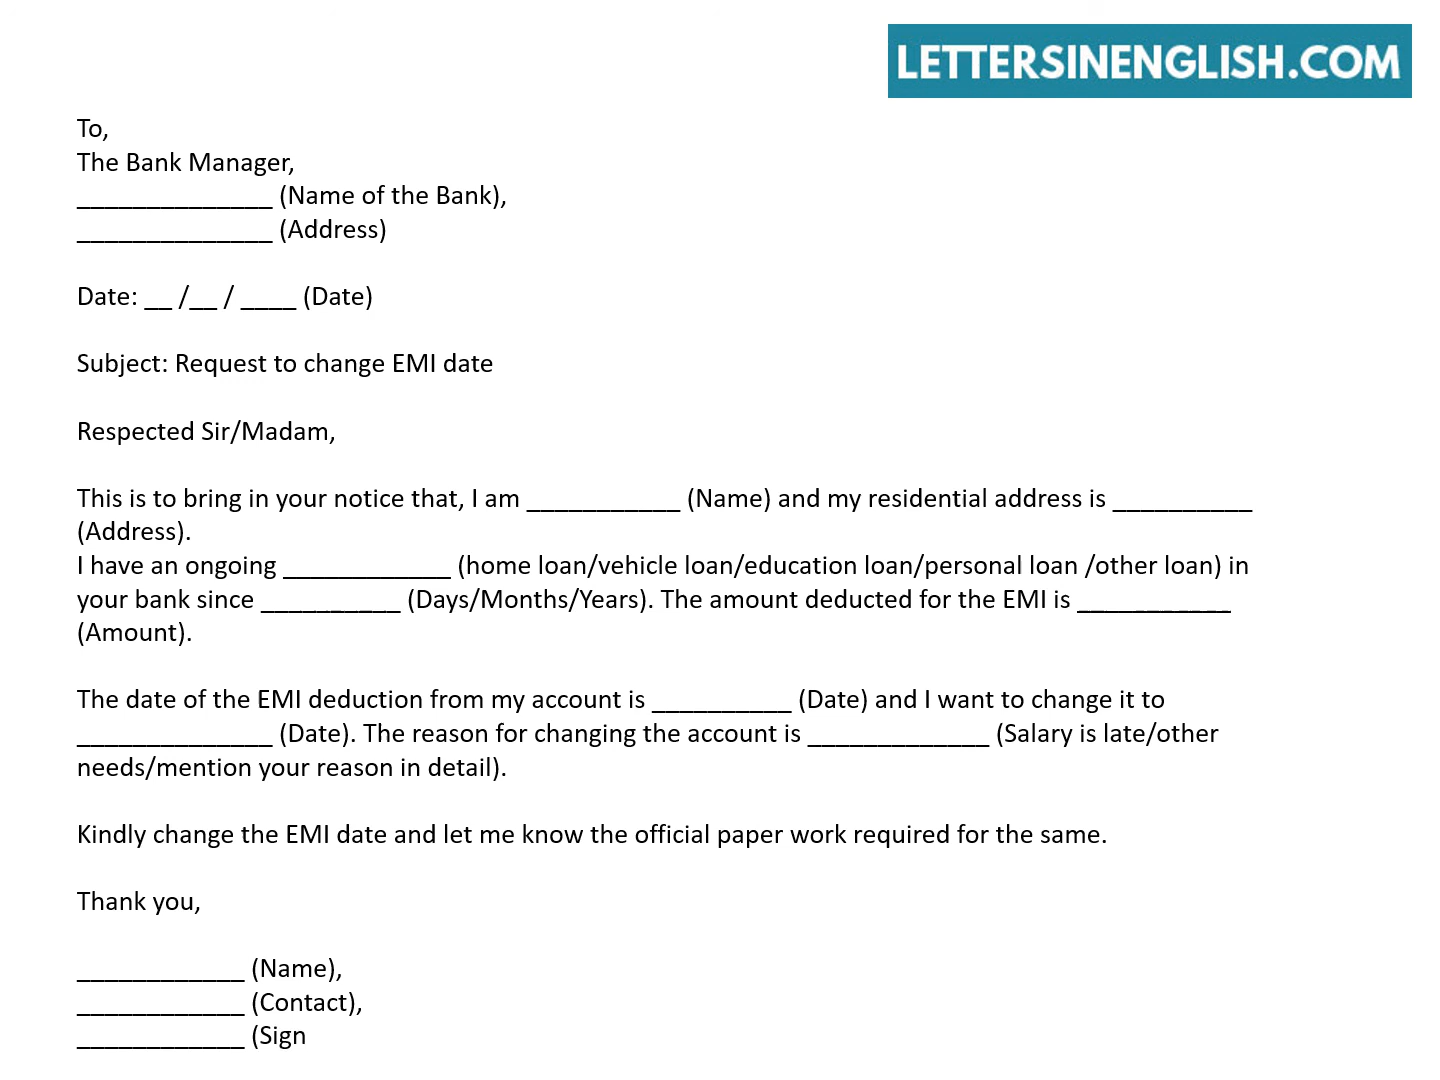 LETTERSINENGLISH.COM
To,
The Bank Manager,
______________ (Name of the Bank),
______________ (Address)
Date: __ /__ / ____ (Date)
Subject: Request to change EMI date
Respected Sir/Madam,
This is to bring in your notice that, I am ___________ (Name) and my residential address is __________
(Address).
I have an ongoing ____________ (home loan/vehicle loan/education loan/personal loan /other loan) in
your bank since __________ (Days/Months/Years). The amount deducted for the EMI is ___________
(Amount).
The date of the EMI deduction from my account is __________ (Date) and I want to change it to
______________ (Date). The reason for changing the account is _____________ (Salary is late/other
needs/mention your reason in detail).
Kindly change the EMI date and let me know the official paper work required for the same.
Thank you,
____________ (Name),
____________ (Contact),
____________ (Sign